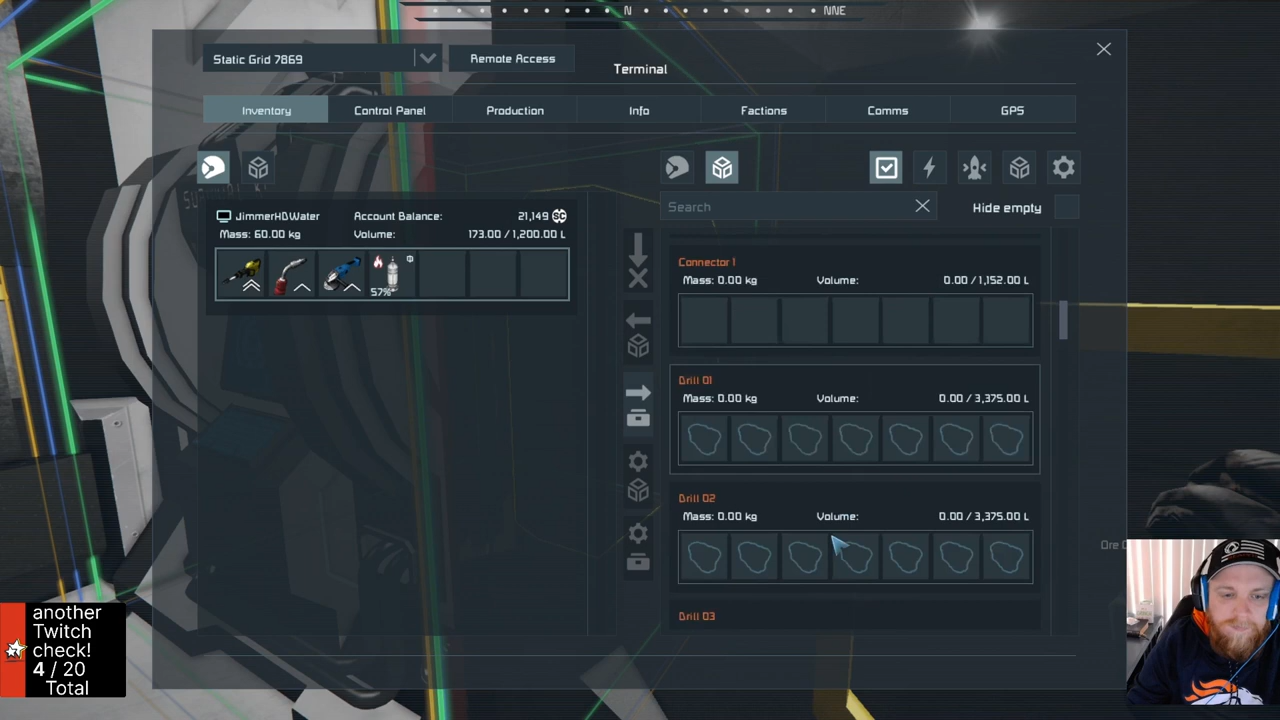 N
NNE
Static Grid 7869
Remote Access
Terminal
Inventory
Control Panel
Production
Info
Factions
Comms
GPS
Search
Hide empty
JimmerHDWater
Account Balance:
21,149 SC
Mass: 60.00 kg
Volume:
173.00 / 1,200.00 L
57%
Connector 1
Mass: 0.00 kg
Volume:
0.00 / 1,152.00 L
Drill 01
Mass: 0.00 kg
Volume:
0.00 / 3,375.00 L
Drill 02
Mass: 0.00 kg
Volume:
0.00 / 3,375.00 L
Drill 03
Ore
another
Twitch
check!
4 / 20
Total